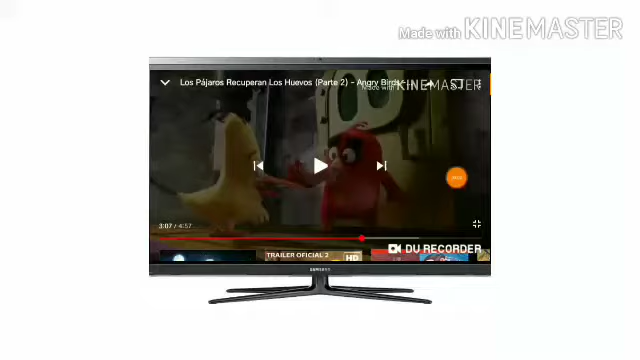 Made with KINEMASTER
Los Pájaros Recuperan Los Huevos (Parte 2) - Angry Birds
Made with KINEMASTER
3:07 / 4:57
DU RECORDER
TRAILER OFICIAL 3
HD
SAMSUNG